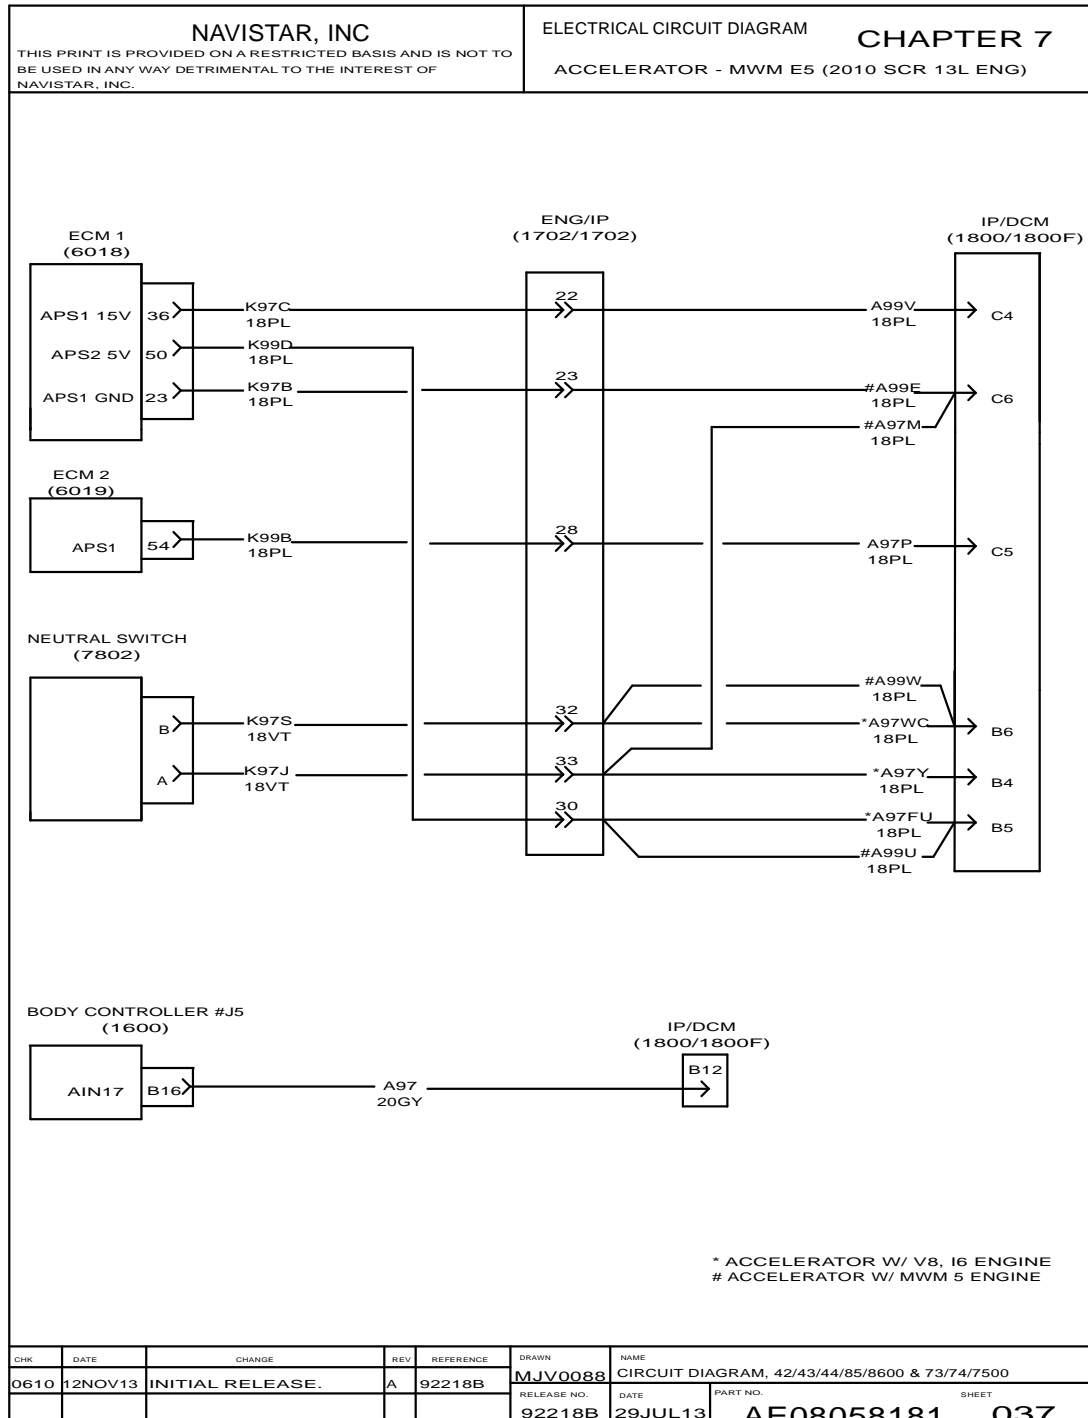 NAVISTAR, INC
THIS PRINT IS PROVIDED ON A RESTRICTED BASIS AND IS NOT TO
BE USED IN ANY WAY DETRIMENTAL TO THE INTEREST OF
NAVISTAR, INC.
ELECTRICAL CIRCUIT DIAGRAM
CHAPTER 7
ACCELERATOR - MWM E5 (2010 SCR 13L ENG)
ECM 1
(6018)
ENG/IP
(1702/1702)
IP/DCM
(1800/1800F)
APS1 15V
36
K97C
18PL
22
A99V
18PL
C4
APS2 5V
50
K99D
18PL
APS1 GND
23
K97B
18PL
23
#A99E
18PL
#A97M
18PL
C6
ECM 2
(6019)
APS1
54
K99B
18PL
28
A97P
18PL
C5
NEUTRAL SWITCH
(7802)
B
K97S
18VT
32
#A99W
18PL
*A97WC
18PL
B6
A
K97J
18VT
33
*A97Y
18PL
B4
30
*A97FU
18PL
#A99U
18PL
B5
BODY CONTROLLER #J5
(1600)
IP/DCM
(1800/1800F)
AIN17
B16
A97
20GY
B12
* ACCELERATOR W/ V8, I6 ENGINE
# ACCELERATOR W/ MWM 5 ENGINE
CHK DATE CHANGE REV REFERENCE
0610 12NOV13 INITIAL RELEASE. A 92218B
DRAWN
MJV0088
NAME
CIRCUIT DIAGRAM, 42/43/44/85/8600 & 73/74/7500
RELEASE NO.
92218B
DATE
29JUL13
PART NO.
AE08058181
SHEET
037